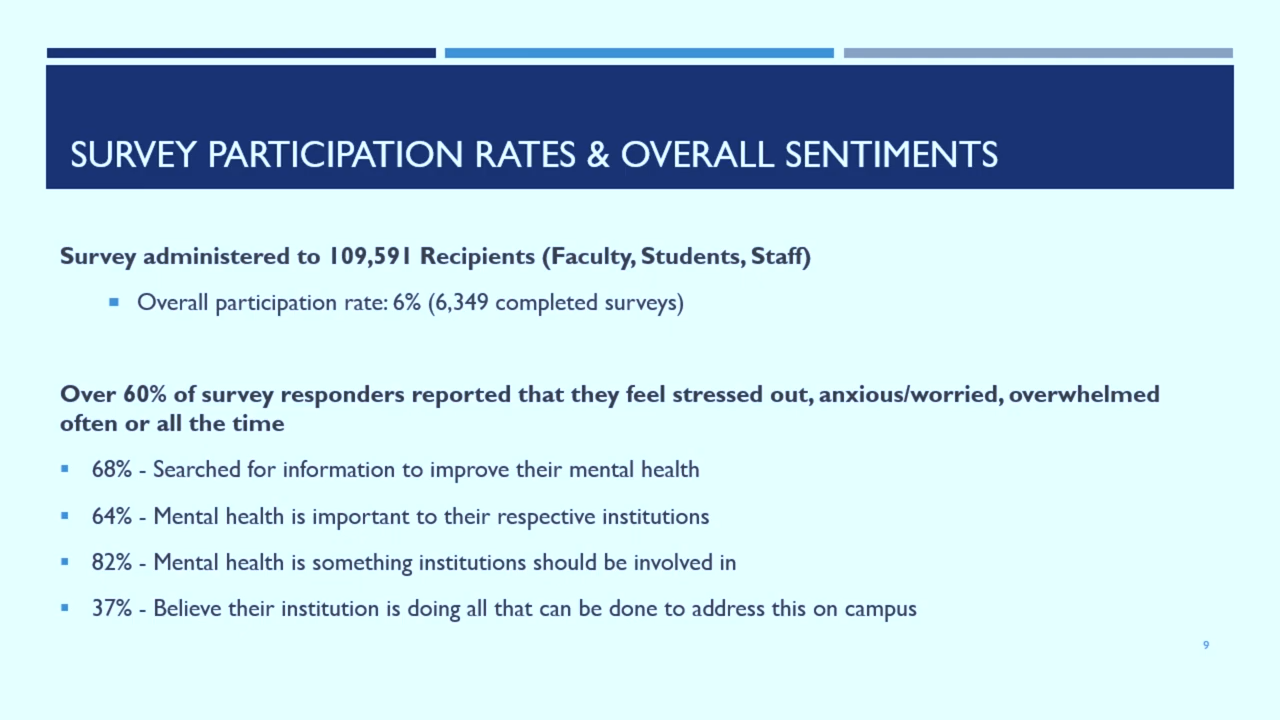 SURVEY PARTICIPATION RATES & OVERALL SENTIMENTS
Survey administered to 109,591 Recipients (Faculty, Students, Staff)
▪ Overall participation rate: 6% (6,349 completed surveys)
Over 60% of survey responders reported that they feel stressed out, anxious/worried, overwhelmed
often or all the time
▪ 68% - Searched for information to improve their mental health
▪ 64% - Mental health is important to their respective institutions
▪ 82% - Mental health is something institutions should be involved in
▪ 37% - Believe their institution is doing all that can be done to address this on campus
9